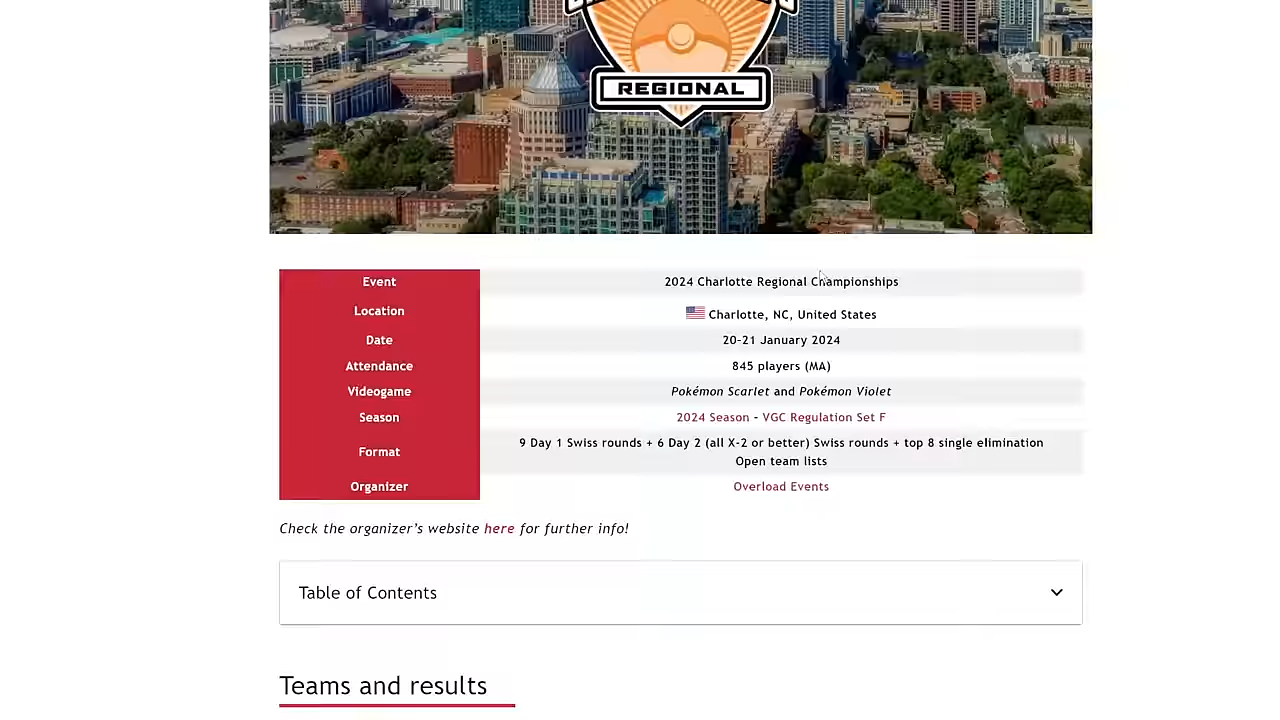 REGIONAL
Event 2024 Charlotte Regional Championships
Location Charlotte, NC, United States
Date 20-21 January 2024
Attendance 845 players (MA)
Videogame Pokémon Scarlet and Pokémon Violet
Season 2024 Season - VGC Regulation Set F
Format 9 Day 1 Swiss rounds + 6 Day 2 (all X-2 or better) Swiss rounds + top 8 single elimination
Open team lists
Organizer Overload Events
Check the organizer's website here for further info!
Table of Contents
Teams and results